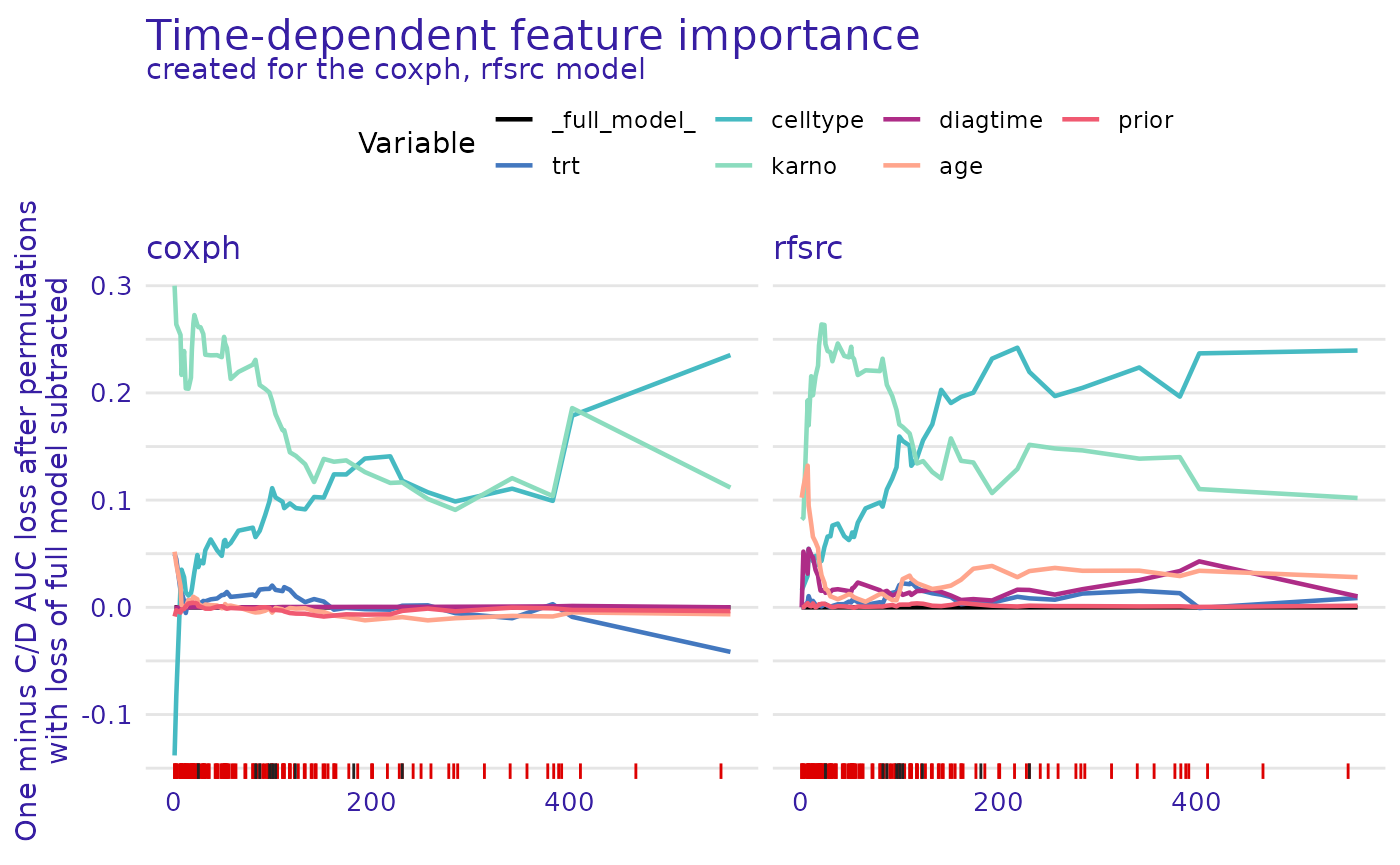 Time-dependent feature importance
created for the coxph, rfsrc model
Variable
_full_model_ celltype diagtime prior
trt karno age
One minus C/D AUC loss after permutations
with loss of full model subtracted
coxph
rfsrc
0.3
0.2
0.1
0.0
-0.1
0 200 400
0 200 400